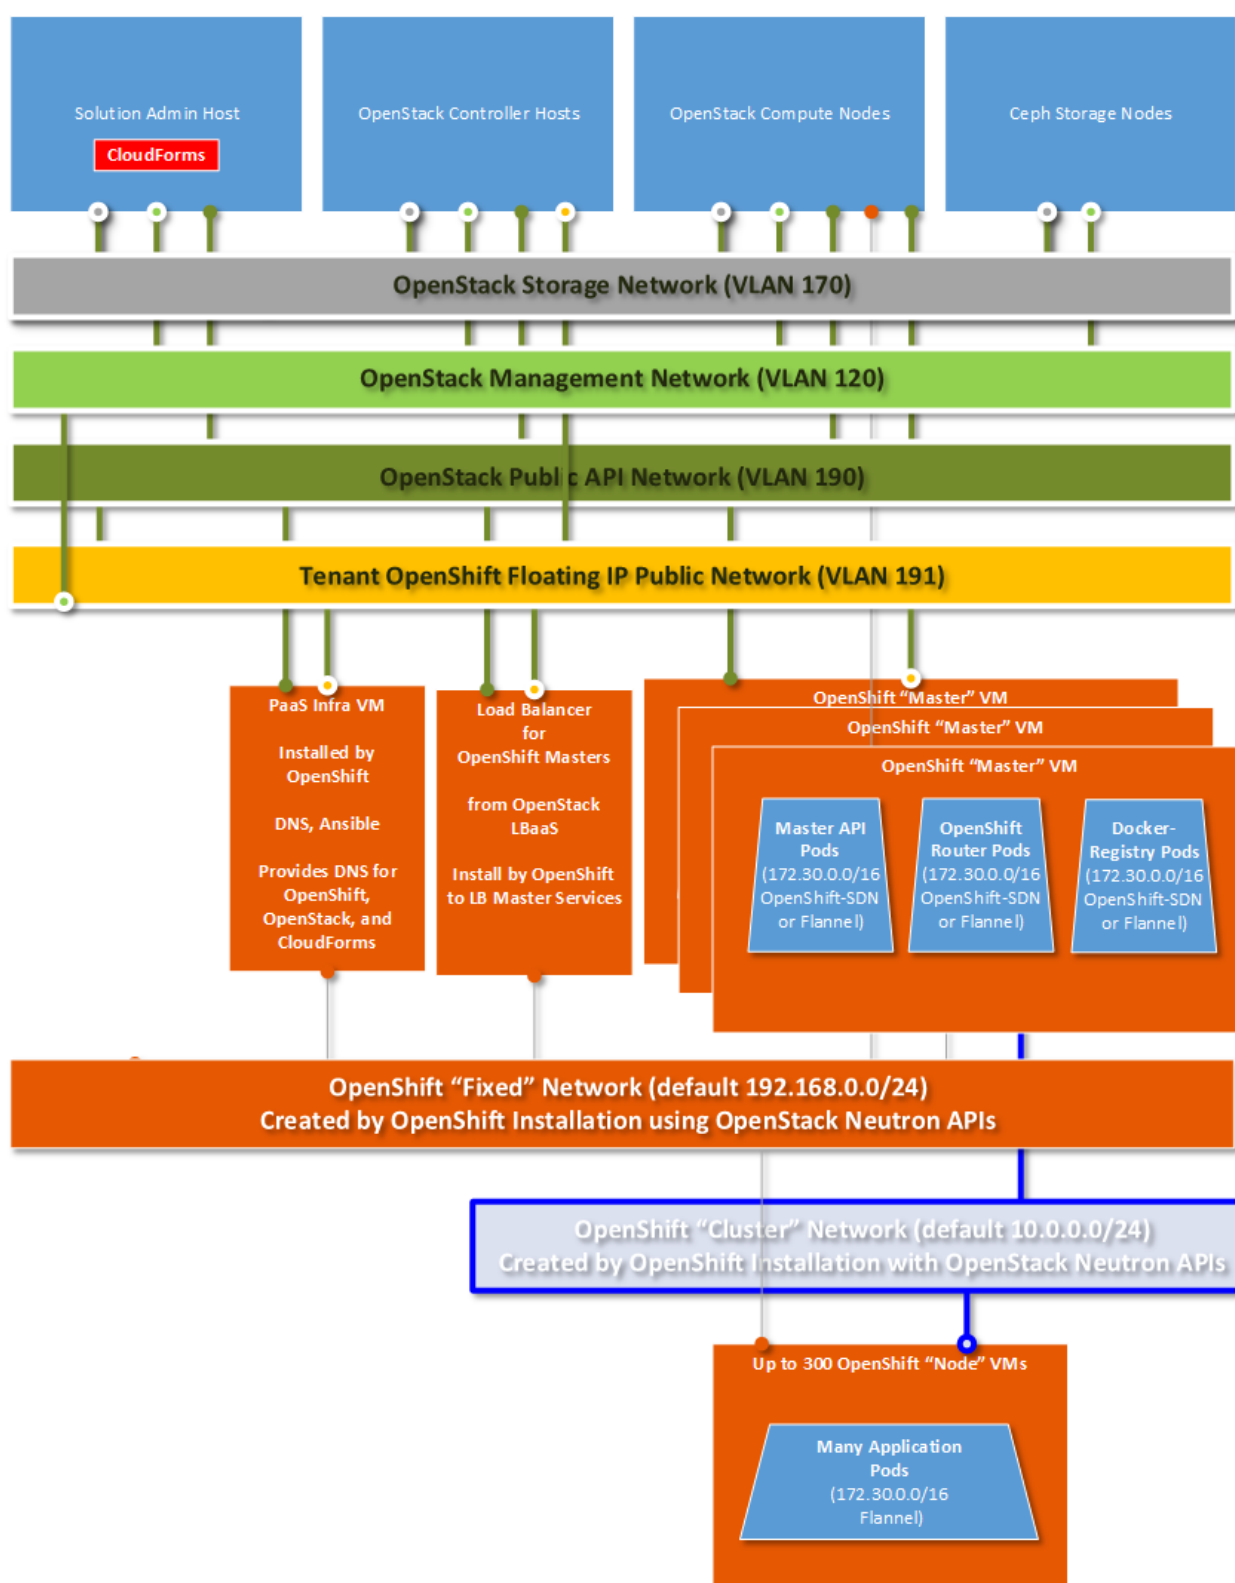 Solution Admin Host
CloudForms
OpenStack Controller Hosts
OpenStack Compute Nodes
Ceph Storage Nodes
OpenStack Storage Network (VLAN 170)
OpenStack Management Network (VLAN 120)
OpenStack Public API Network (VLAN 190)
Tenant OpenShift Floating IP Public Network (VLAN 191)
PaaS Infra VM
Installed by
OpenShift
DNS, Ansible
Provides DNS for
OpenShift,
OpenStack, and
CloudForms
Load Balancer
for
OpenShift Masters
from OpenStack
LBaaS
Install by OpenShift
to LB Master Services
OpenShift “Master” VM
OpenShift “Master” VM
OpenShift “Master” VM
Master API
Pods
(172.30.0.0/16
OpenShift-SDN
or Flannel)
OpenShift
Router Pods
(172.30.0.0/16
OpenShift-SDN
or Flannel)
Docker-
Registry Pods
(172.30.0.0/16
OpenShift-SDN
or Flannel)
OpenShift “Fixed” Network (default 192.168.0.0/24)
Created by OpenShift Installation using OpenStack Neutron APIs
OpenShift “Cluster” Network (default 10.0.0.0/24)
Created by OpenShift Installation with OpenStack Neutron APIs
Up to 300 OpenShift “Node” VMs
Many Application
Pods
(172.30.0.0/16
Flannel)